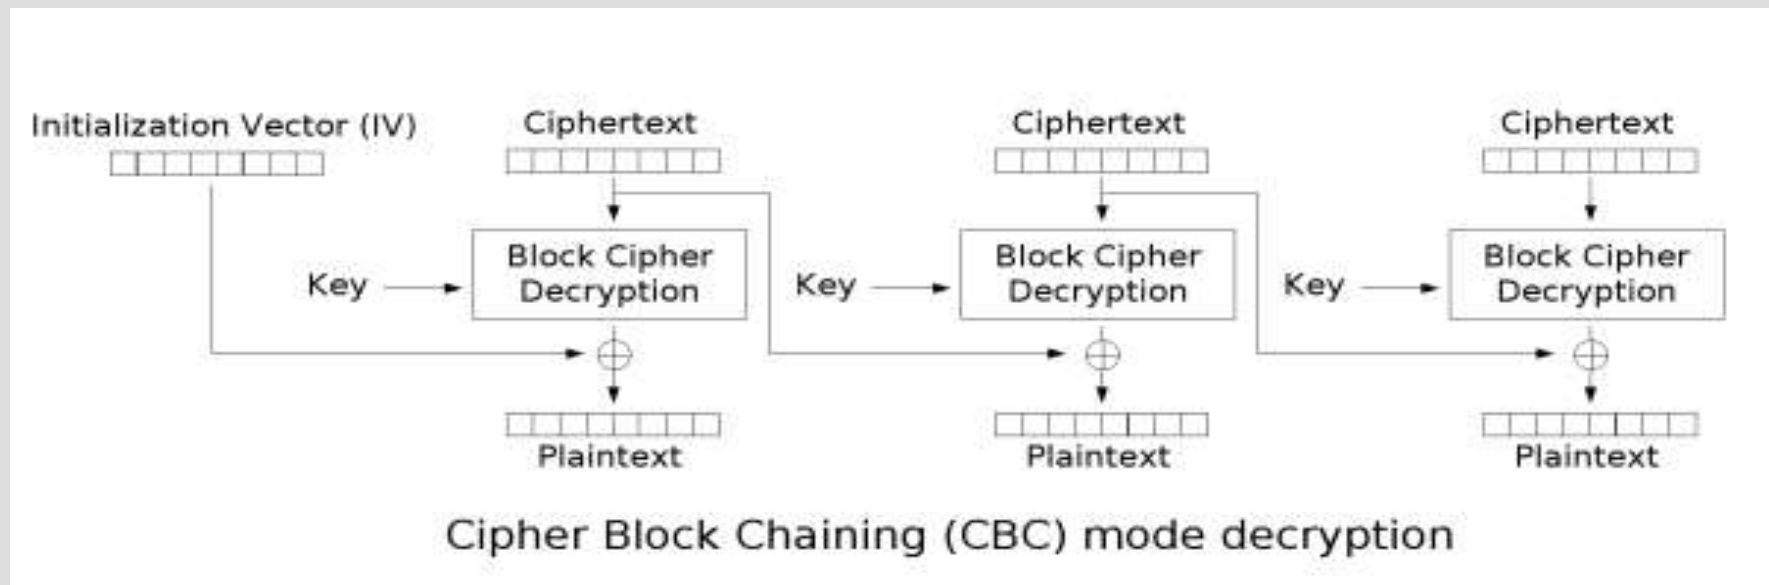 Initialization Vector (IV)
Ciphertext
Ciphertext
Ciphertext
Key
Block Cipher
Decryption
Key
Block Cipher
Decryption
Key
Block Cipher
Decryption
Plaintext
Plaintext
Plaintext
Cipher Block Chaining (CBC) mode decryption